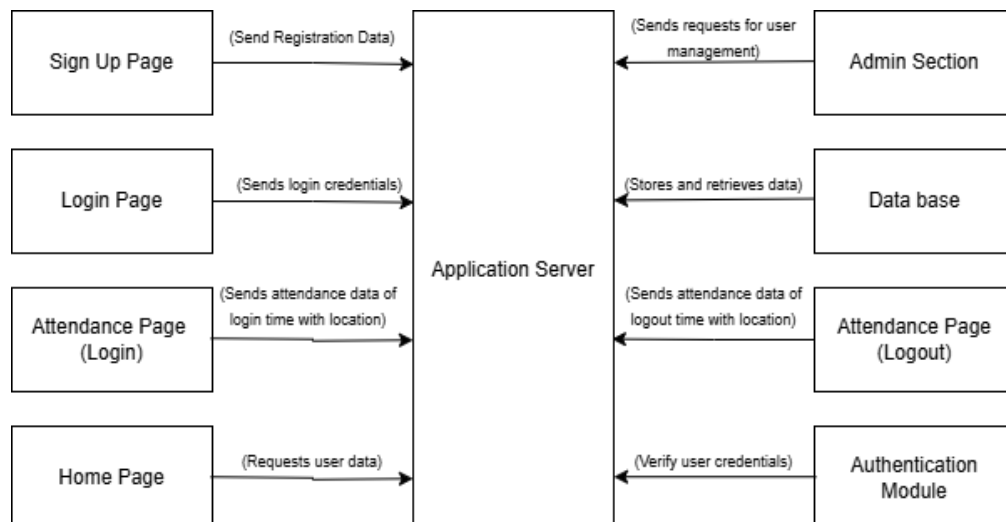 Sign Up Page
(Send Registration Data)
(Sends requests for user
management)
Admin Section
Login Page
(Sends login credentials)
(Stores and retrieves data)
Data base
Application Server
Attendance Page
(Login)
(Sends attendance data of
login time with location)
(Sends attendance data of
logout time with location)
Attendance Page
(Logout)
Home Page
(Requests user data)
(Verify user credentials)
Authentication
Module